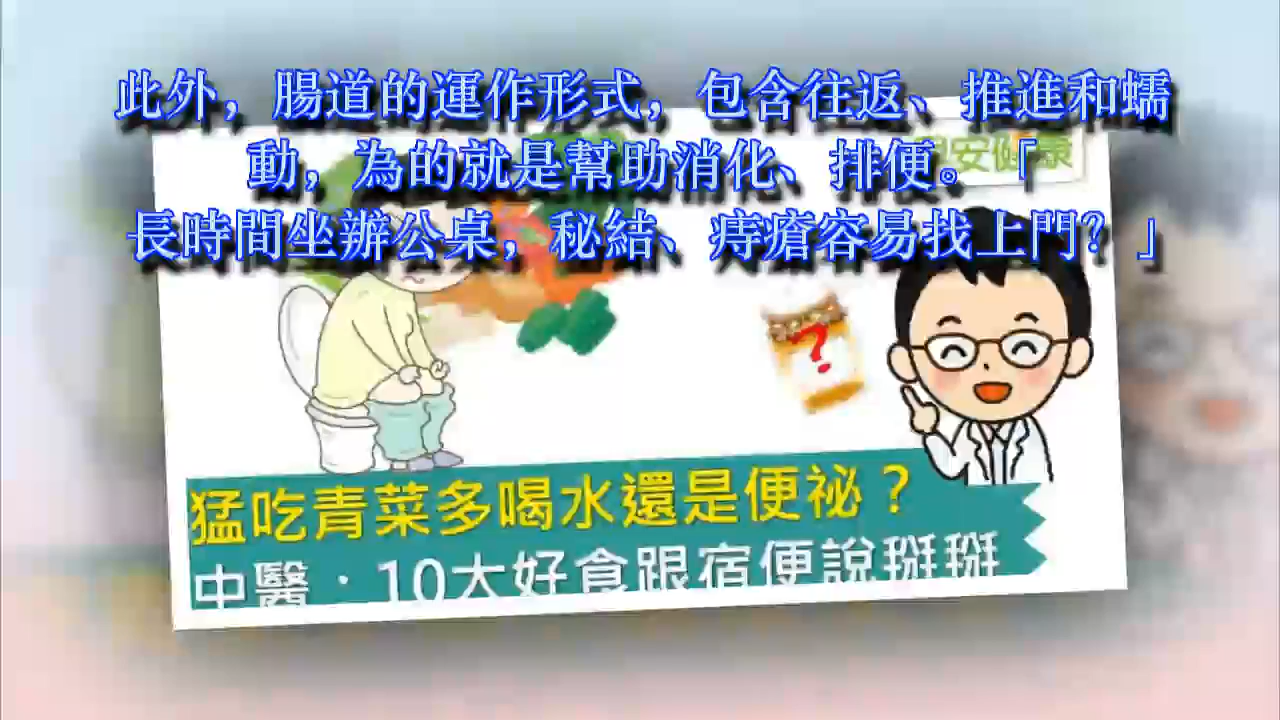 此外，腸道的運作形式，包含往返、推進和蠕
動，為的就是幫助消化、排便。「
長時間坐辦公桌，秘結、痔瘡容易找上門？」
安健康
猛吃青菜多喝水還是便祕？
中醫：10大好食跟宿便說掰掰